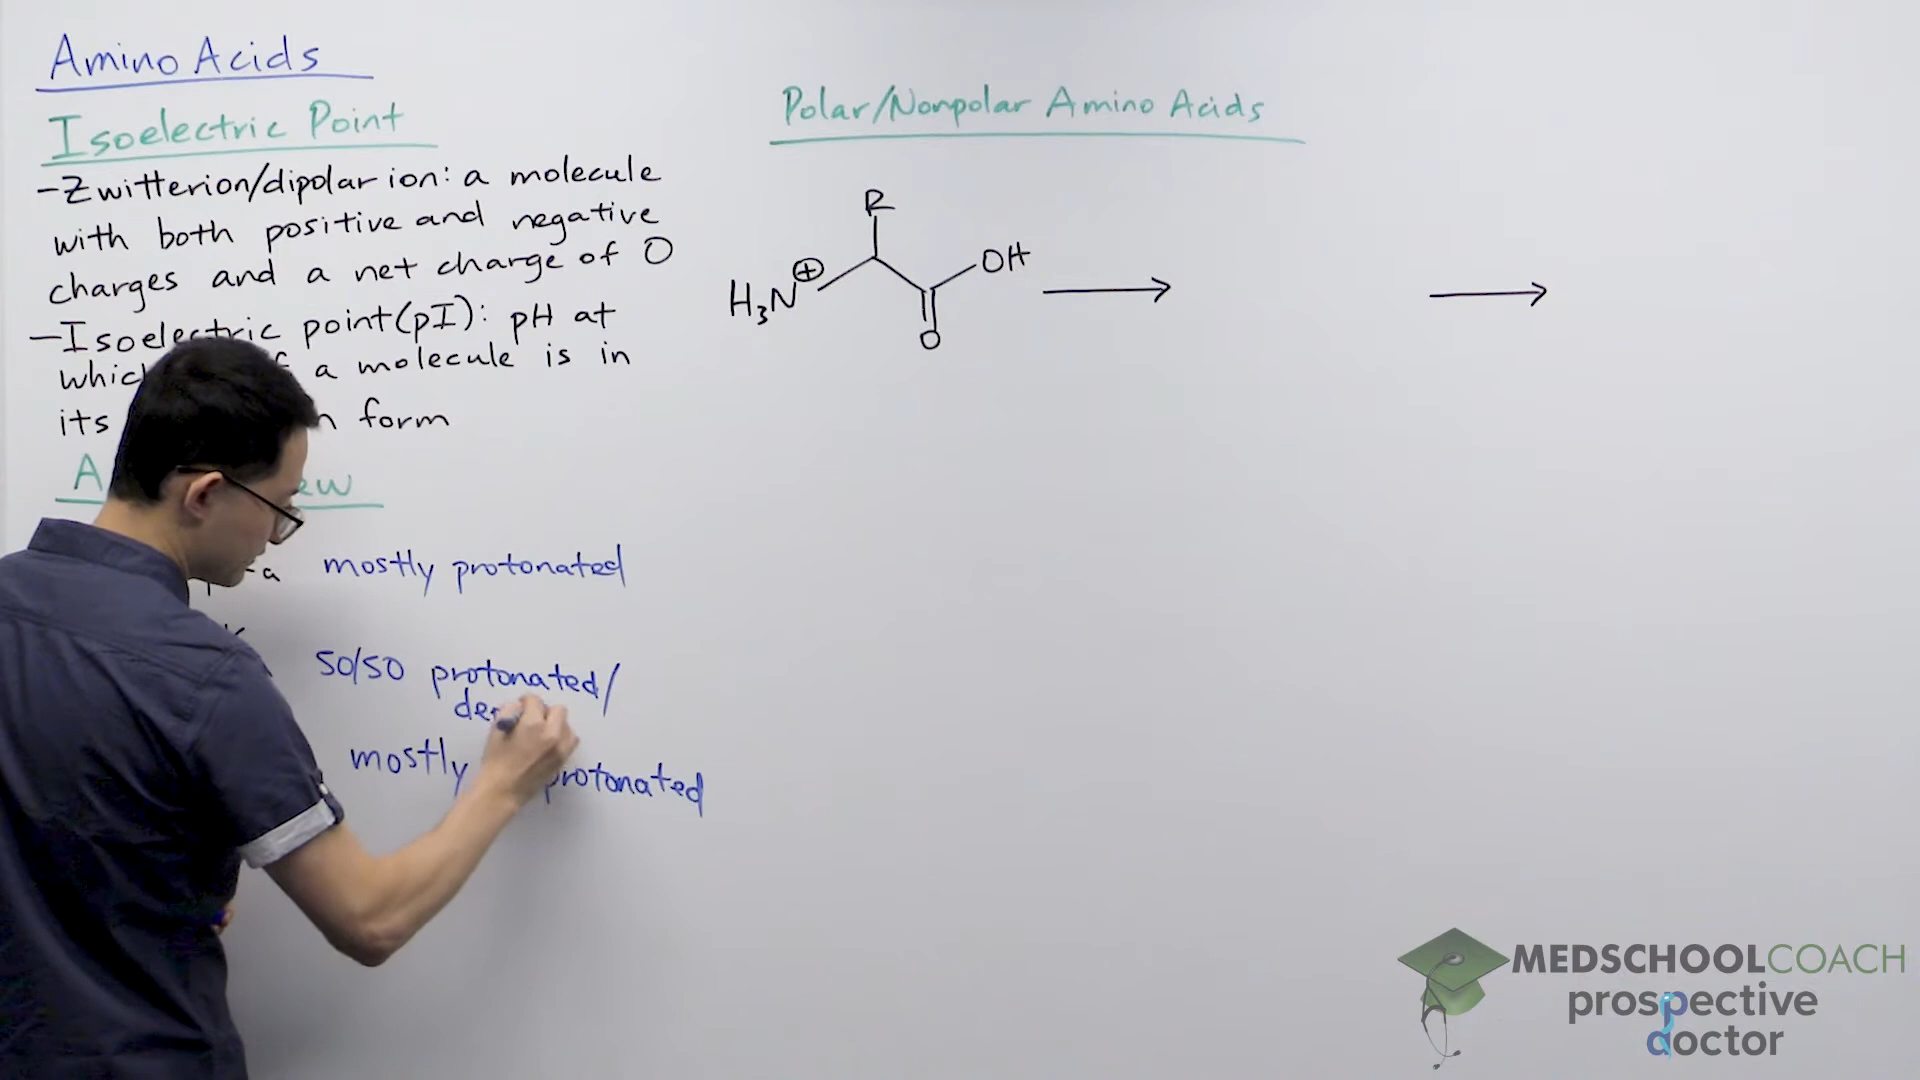 Amino Acids
Isoelectric Point
-Zwitterion/dipolar ion: a molecule
with both positive and negative
charges and a net charge of 0
-Isoelectric point(pI): pH at
a molecule is in
its form
mostly protonated
50/50 protonated/
mostly
Polar/Nonpolar Amino Acids
R
H3N
+
OH
O
MEDSCHOOLCOACH
prospective
doctor